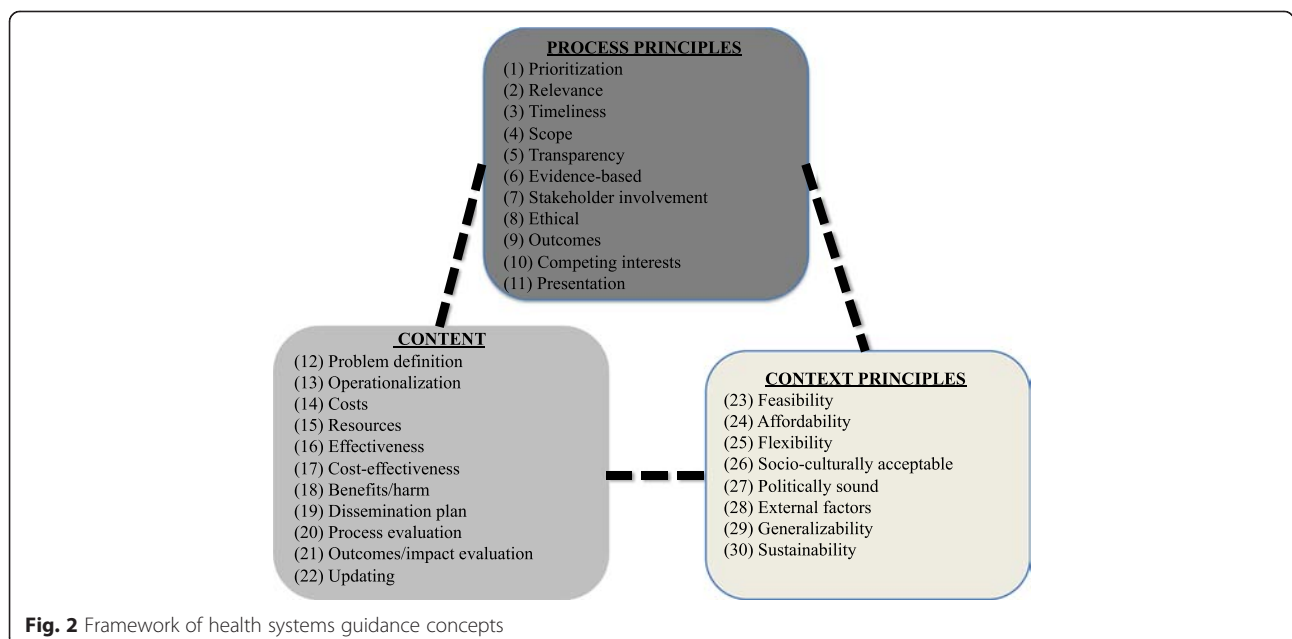 PROCESS PRINCIPLES
(1) Prioritization
(2) Relevance
(3) Timeliness
(4) Scope
(5) Transparency
(6) Evidence-based
(7) Stakeholder involvement
(8) Ethical
(9) Outcomes
(10) Competing interests
(11) Presentation
CONTENT
(12) Problem definition
(13) Operationalization
(14) Costs
(15) Resources
(16) Effectiveness
(17) Cost-effectiveness
(18) Benefits/harm
(19) Dissemination plan
(20) Process evaluation
(21) Outcomes/impact evaluation
(22) Updating
CONTEXT PRINCIPLES
(23) Feasibility
(24) Affordability
(25) Flexibility
(26) Socio-culturally acceptable
(27) Politically sound
(28) External factors
(29) Generalizability
(30) Sustainability
Fig. 2 Framework of health systems guidance concepts